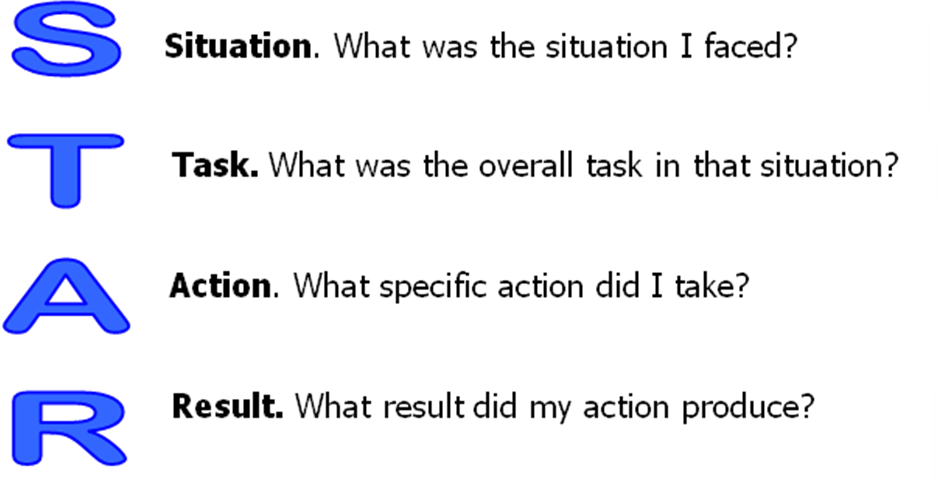 S Situation. What was the situation I faced?
T Task. What was the overall task in that situation?
A Action. What specific action did I take?
R Result. What result did my action produce?